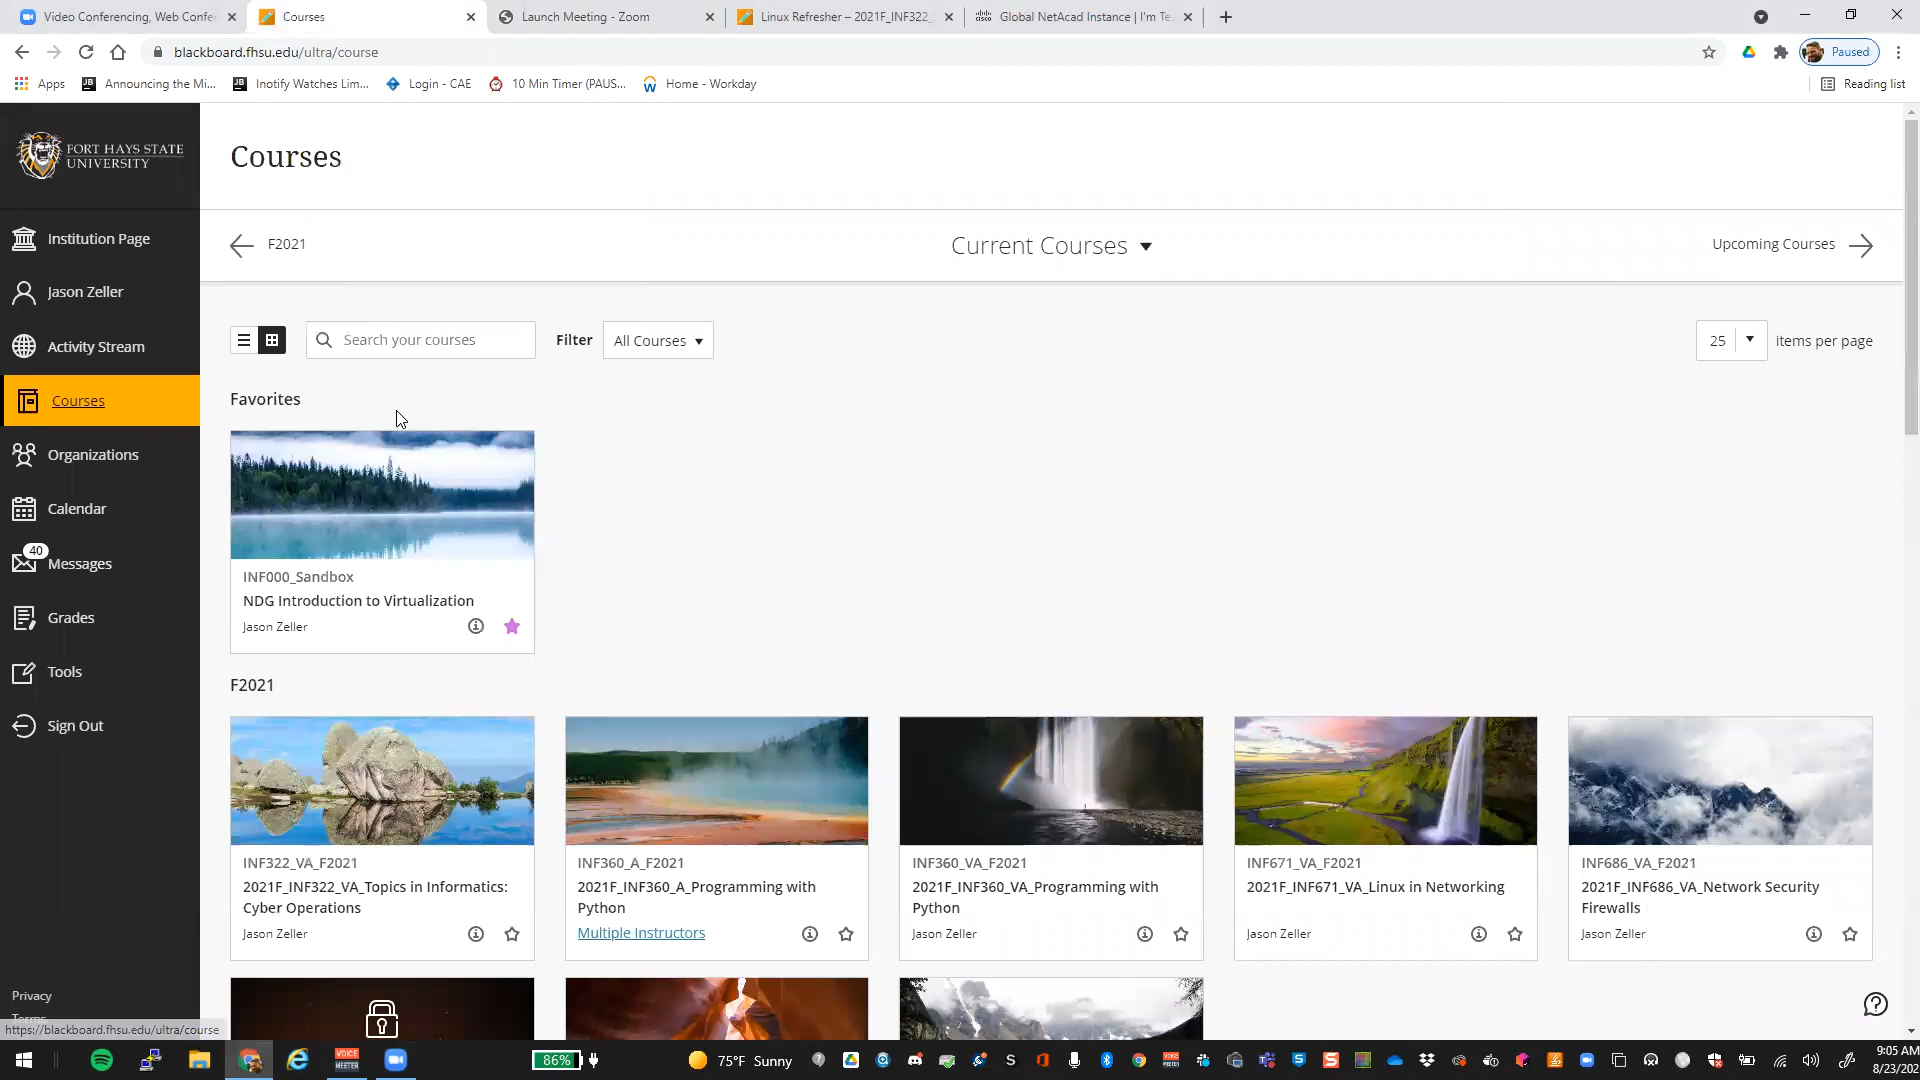 Video Conferencing, Web Confe
Courses
Launch Meeting - Zoom
Linux Refresher – 2021F_INF322_
Global NetAcad Instance | I'm Te
blackboard.fhsu.edu/ultra/course
Paused
Apps
Announcing the Mi...
Inotify Watches Lim...
Login - CAE
10 Min Timer (PAUS...
Home - Workday
Reading list
FORT HAYS STATE
UNIVERSITY
Institution Page
Jason Zeller
Activity Stream
Courses
Organizations
Calendar
40
Messages
Grades
Tools
Sign Out
Privacy
Terms
https://blackboard.fhsu.edu/ultra/course
Courses
F2021
Current Courses
Upcoming Courses
Search your courses
Filter
All Courses
25
items per page
Favorites
INF000_Sandbox
NDG Introduction to Virtualization
Jason Zeller
F2021
INF322_VA_F2021
2021F_INF322_VA_Topics in Informatics:
Cyber Operations
Jason Zeller
INF360_A_F2021
2021F_INF360_A_Programming with
Python
Multiple Instructors
INF360_VA_F2021
2021F_INF360_VA_Programming with
Python
Jason Zeller
INF671_VA_F2021
2021F_INF671_VA_Linux in Networking
Jason Zeller
INF686_VA_F2021
2021F_INF686_VA_Network Security
Firewalls
Jason Zeller
VOICE
MEETER
86%
75°F Sunny
9:05 AM
8/23/202